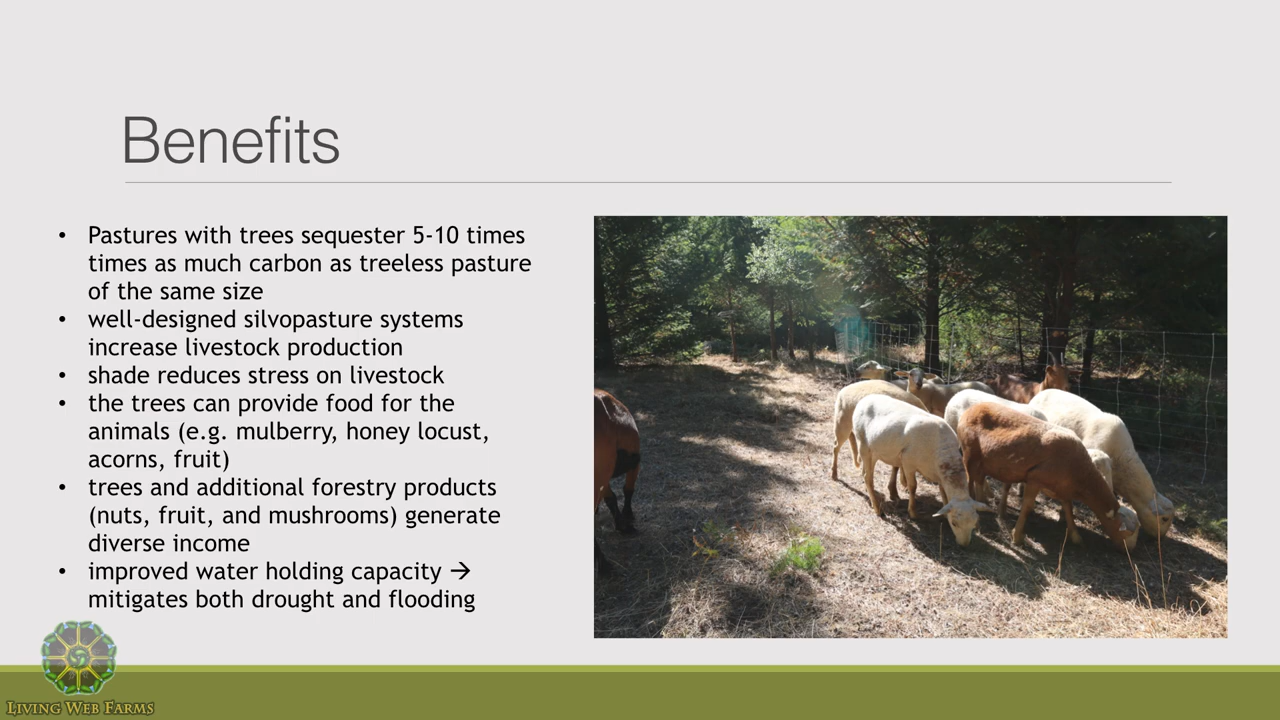 Benefits
• Pastures with trees sequester 5-10 times
times as much carbon as treeless pasture
of the same size
• well-designed silvopasture systems
increase livestock production
• shade reduces stress on livestock
• the trees can provide food for the
animals (e.g. mulberry, honey locust,
acorns, fruit)
• trees and additional forestry products
(nuts, fruit, and mushrooms) generate
diverse income
• improved water holding capacity →
mitigates both drought and flooding
LIVING WEB FARMS